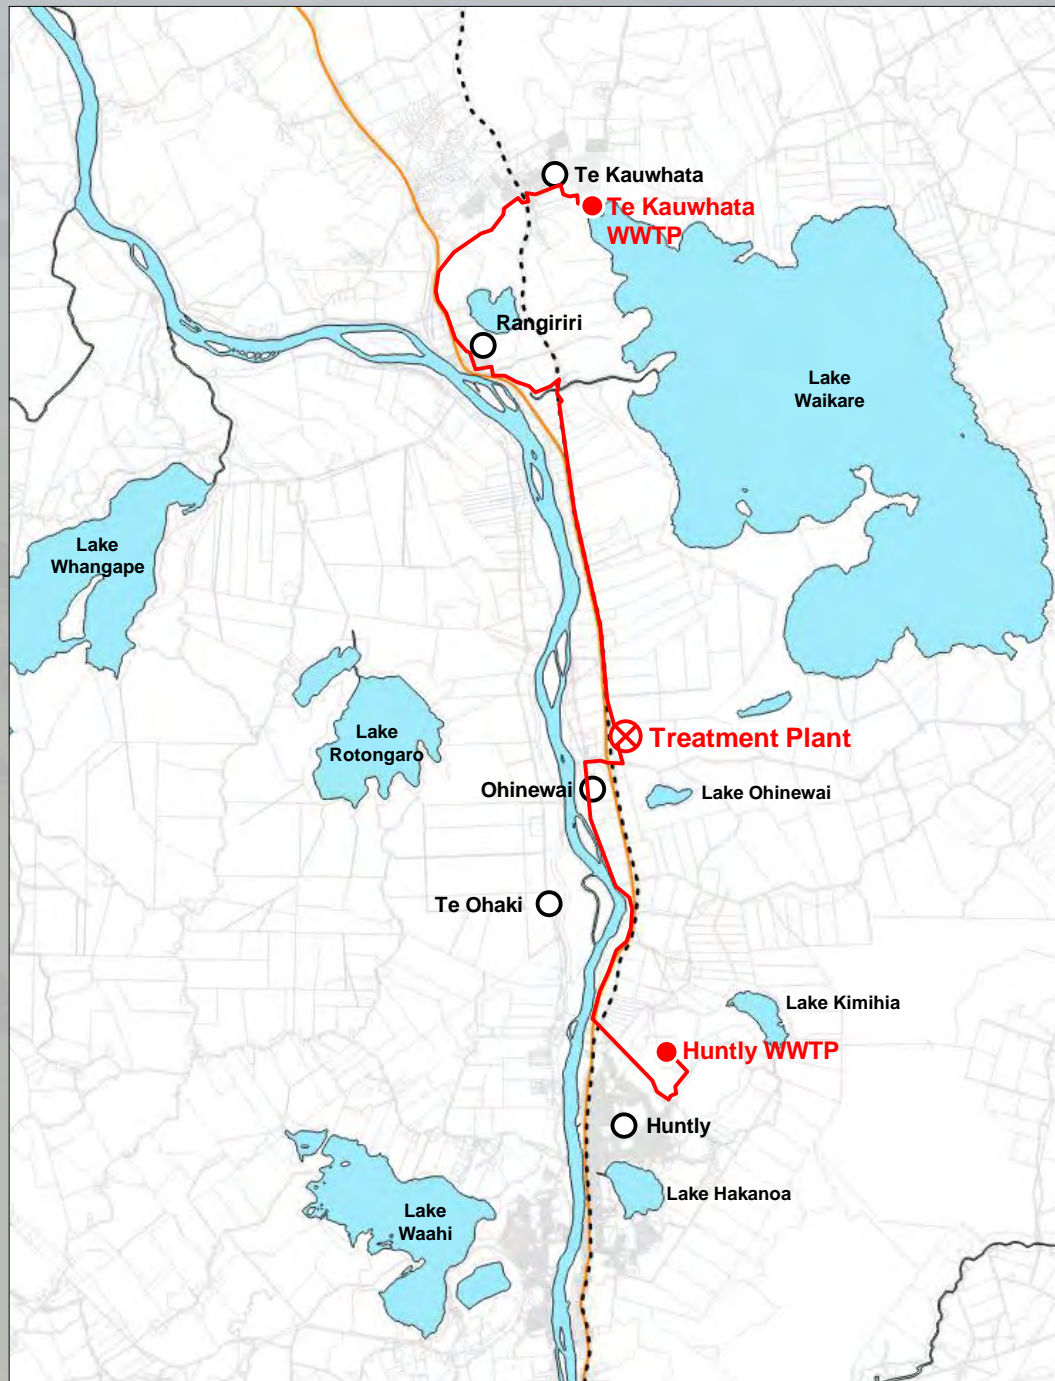 Te Kauwhata
Te Kauwhata
WWTP
Rangiriri
Lake
Waikare
Lake
Whangape
Lake
Rotongaro
Treatment Plant
Ohinewai
Lake Ohinewai
Te Ohaki
Lake Kimihia
Huntly WWTP
Huntly
Lake Hakanoa
Lake
Waahi